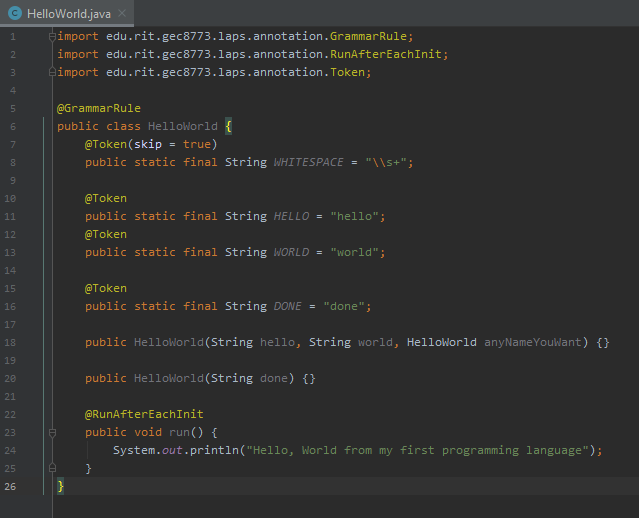 HelloWorld.java
1 import edu.rit.gec8773.laps.annotation.GrammarRule;
2 import edu.rit.gec8773.laps.annotation.RunAfterEachInit;
3 import edu.rit.gec8773.laps.annotation.Token;
4
5 @GrammarRule
6 public class HelloWorld {
7 @Token(skip = true)
8 public static final String WHITESPACE = "\\s+";
9
10 @Token
11 public static final String HELLO = "hello";
12 @Token
13 public static final String WORLD = "world";
14
15 @Token
16 public static final String DONE = "done";
17
18 public HelloWorld(String hello, String world, HelloWorld anyNameYouWant) {}
19
20 public HelloWorld(String done) {}
21
22 @RunAfterEachInit
23 public void run() {
24 System.out.println("Hello, World from my first programming language");
25 }
26 }